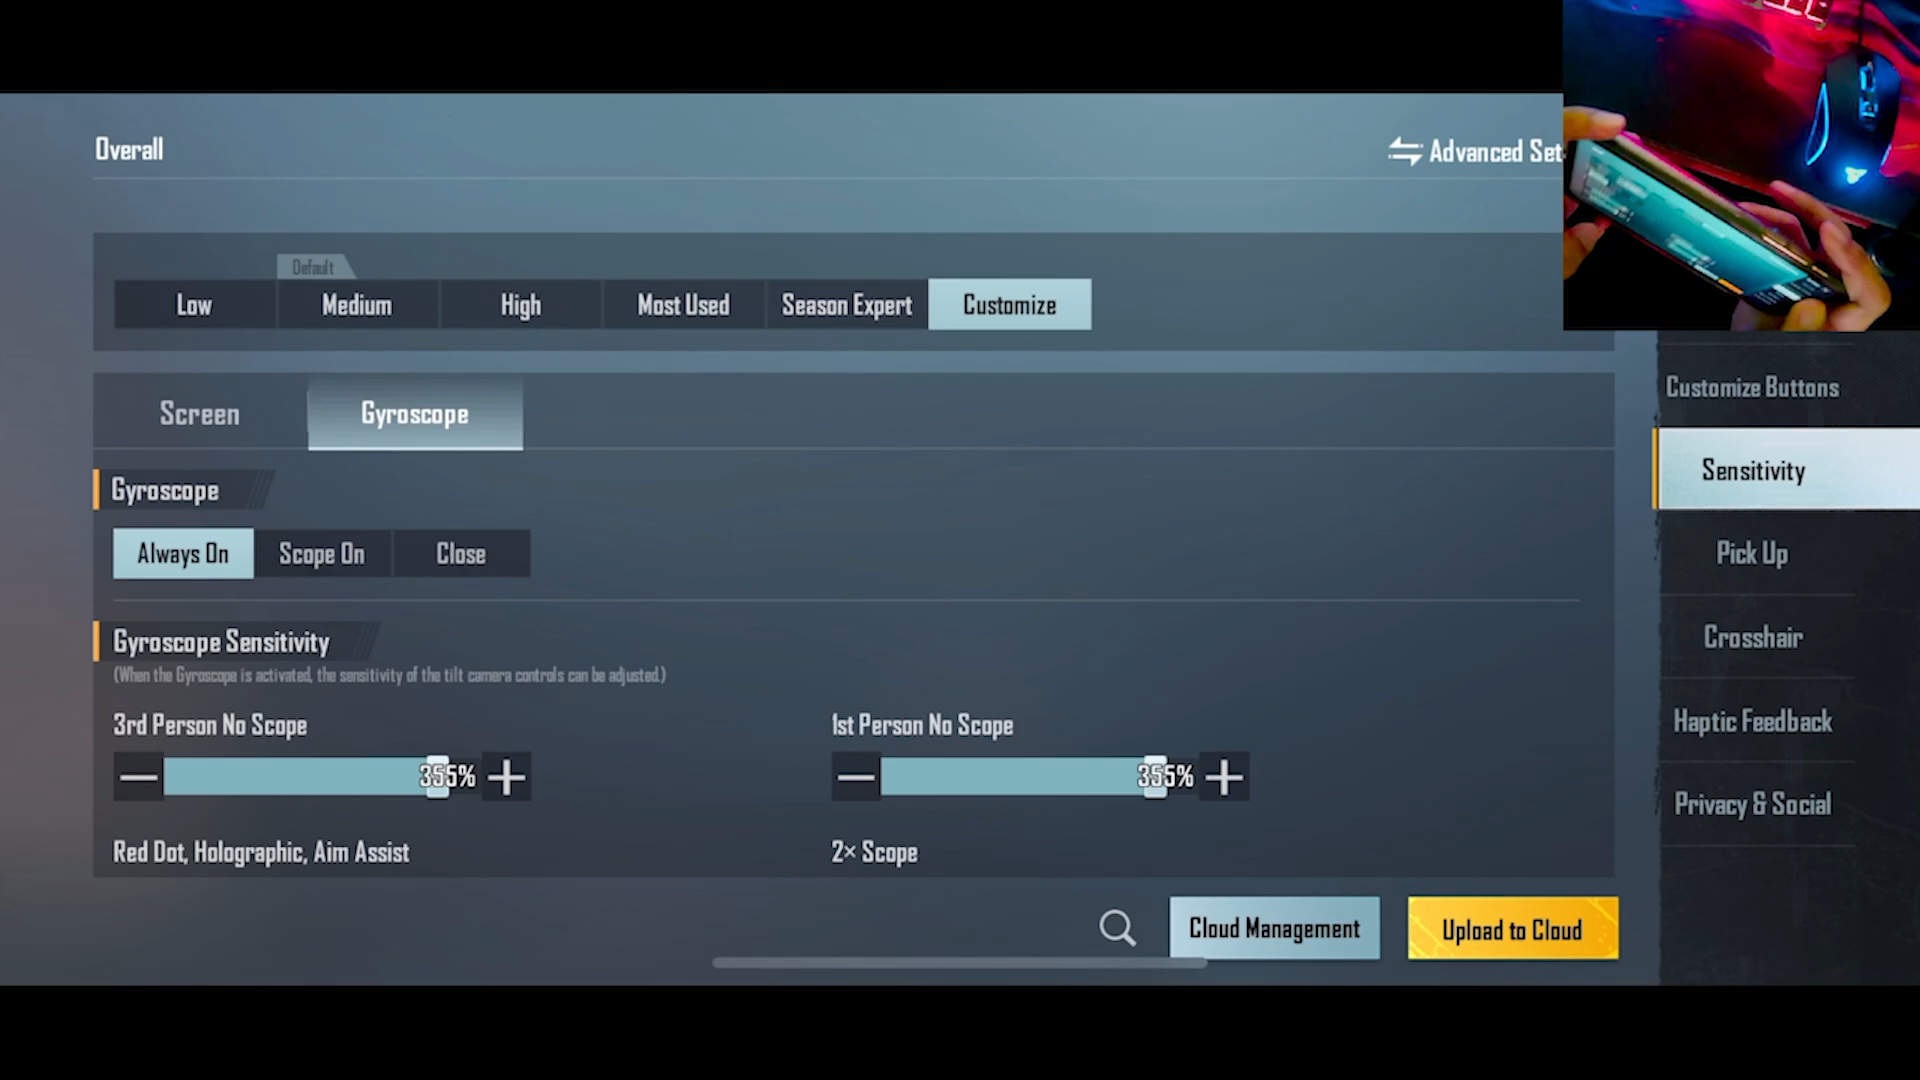 Overall
Advanced Set
Default
Low Medium High Most Used Season Expert Customize
Screen Gyroscope
Gyroscope
Always On Scope On Close
Gyroscope Sensitivity
(When the Gyroscope is activated, the sensitivity of the tilt camera controls can be adjusted.)
3rd Person No Scope
355%
1st Person No Scope
355%
Red Dot, Holographic, Aim Assist
2× Scope
Cloud Management
Upload to Cloud
Customize Buttons
Sensitivity
Pick Up
Crosshair
Haptic Feedback
Privacy & Social